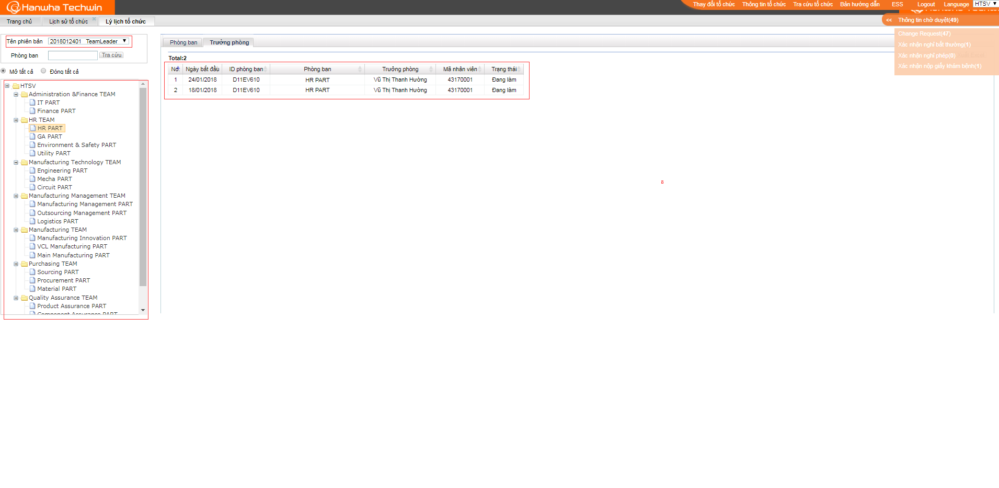 Hanwha Techwin
Thay đổi tổ chức Thông tin tổ chức Tra cứu tổ chức Bản hướng dẫn ESS Logout Language HTSV
Trang chủ Lịch sử tổ chức Lý lịch tổ chức
<< Thông tin chờ duyệt(49)
Change Request(47)
Xác nhận nghỉ bất thường(1)
Xác nhận nghỉ phép(0)
Xác nhận nộp giấy khám bệnh(1)
Tên phiên bản 2018012401 TeamLeader
Phòng ban Tra cứu
Mở tất cả Đóng tất cả
HTSV
Administration &Finance TEAM
IT PART
Finance PART
HR TEAM
HR PART
GA PART
Environment & Safety PART
Utility PART
Manufacturing Technology TEAM
Engineering PART
Mecha PART
Circuit PART
Manufacturing Management TEAM
Manufacturing Management PART
Outsourcing Management PART
Logistics PART
Manufacturing TEAM
Manufacturing Innovation PART
VCL Manufacturing PART
Main Manufacturing PART
Purchasing TEAM
Sourcing PART
Procurement PART
Material PART
Quality Assurance TEAM
Product Assurance PART
Component Assurance PART
Phòng ban Trưởng phòng
Total:2
No. Ngày bắt đầu ID phòng ban Phòng ban Trưởng phòng Mã nhân viên Trạng thái
1 24/01/2018 D11EV610 HR PART Vũ Thị Thanh Hường 43170001 Đang làm
2 18/01/2018 D11EV610 HR PART Vũ Thị Thanh Hường 43170001 Đang làm